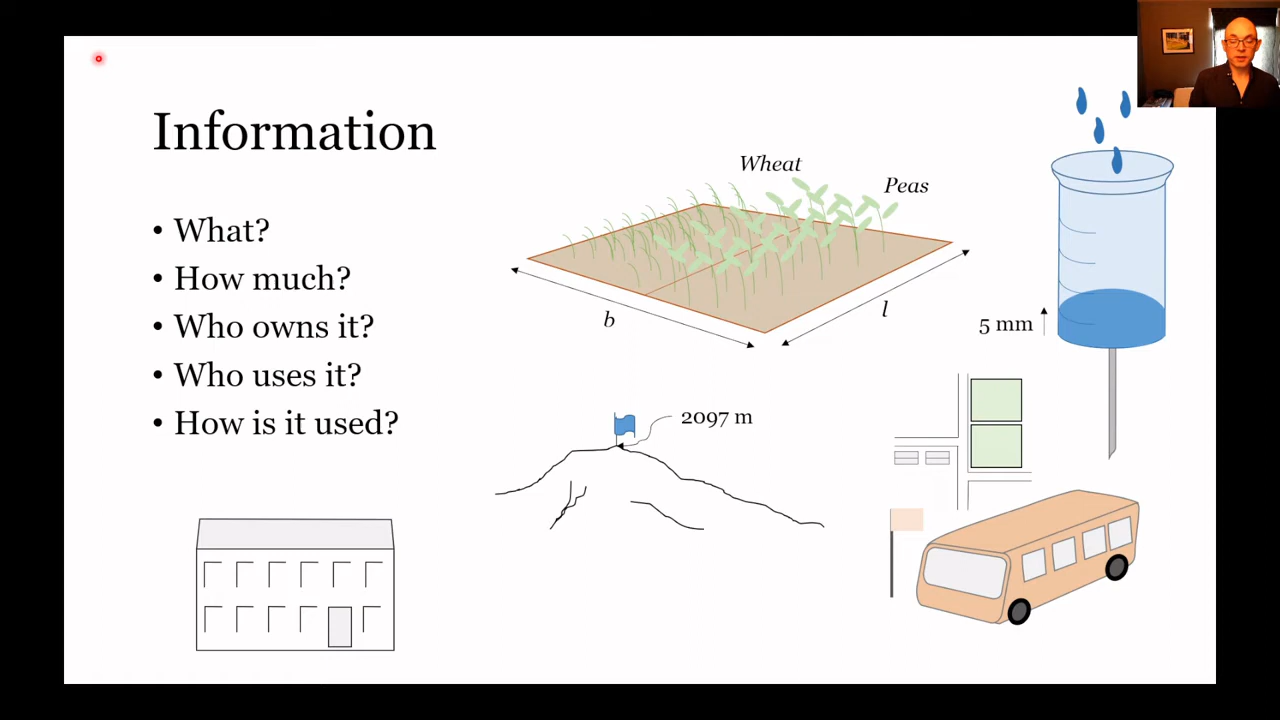 Information
• What?
• How much?
• Who owns it?
• Who uses it?
• How is it used?
Wheat
Peas
b
l
5 mm
2097 m